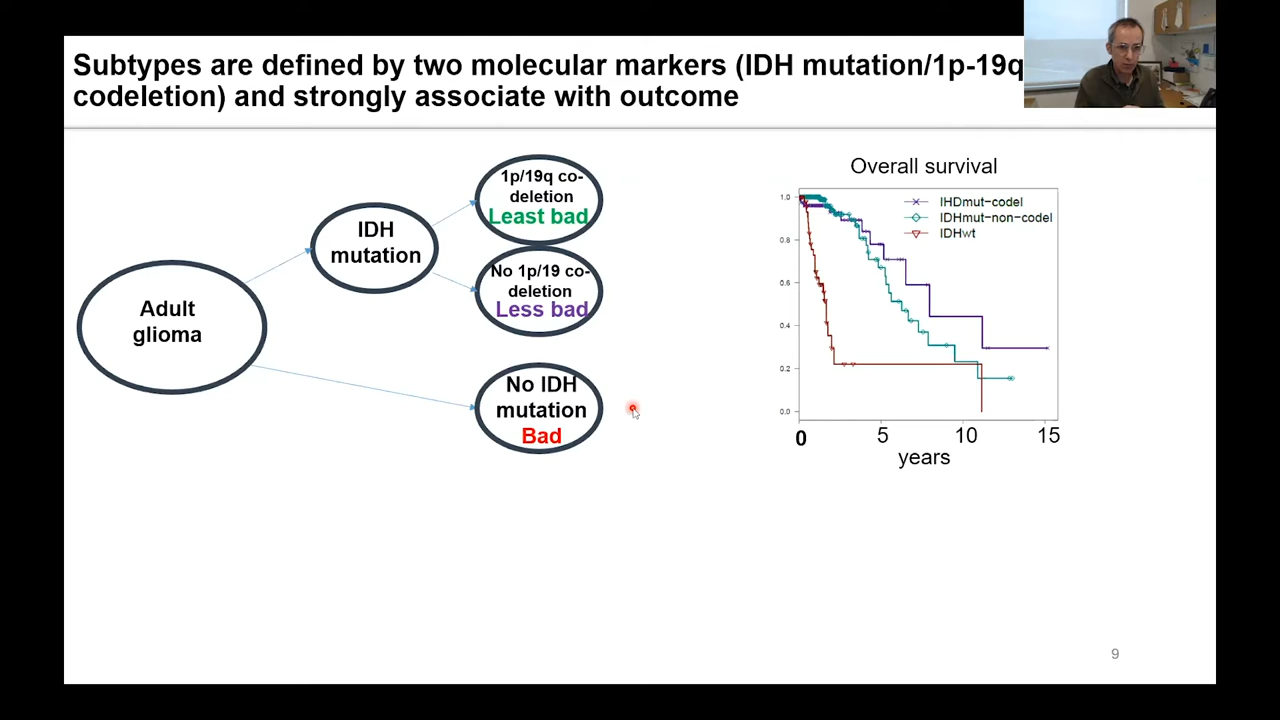 Subtypes are defined by two molecular markers (IDH mutation/1p-19q
codeletion) and strongly associate with outcome
Adult
glioma
IDH
mutation
1p/19q co-
deletion
Least bad
No 1p/19 co-
deletion
Less bad
No IDH
mutation
Bad
Overall survival
IHDmut-codel
IDHmut-non-codel
IDHwt
1.0
0.8
0.6
0.4
0.2
0.0
0 5 10 15
years
9